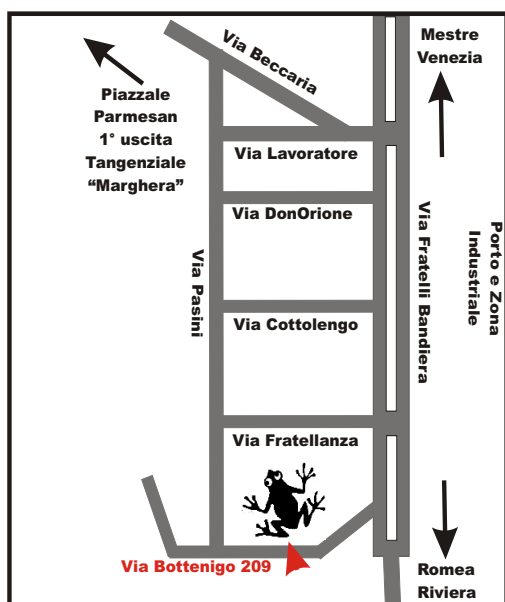 Mestre
Venezia
Via Beccaria
Piazzale
Parmesan
1° uscita
Tangenziale
“Marghera”
Via Lavoratore
Via DonOrione
Via Pasini
Via Fratelli Bandiera
Porto e Zona
Industriale
Via Cottolengo
Via Fratellanza
Via Bottenigo 209
Romea
Riviera